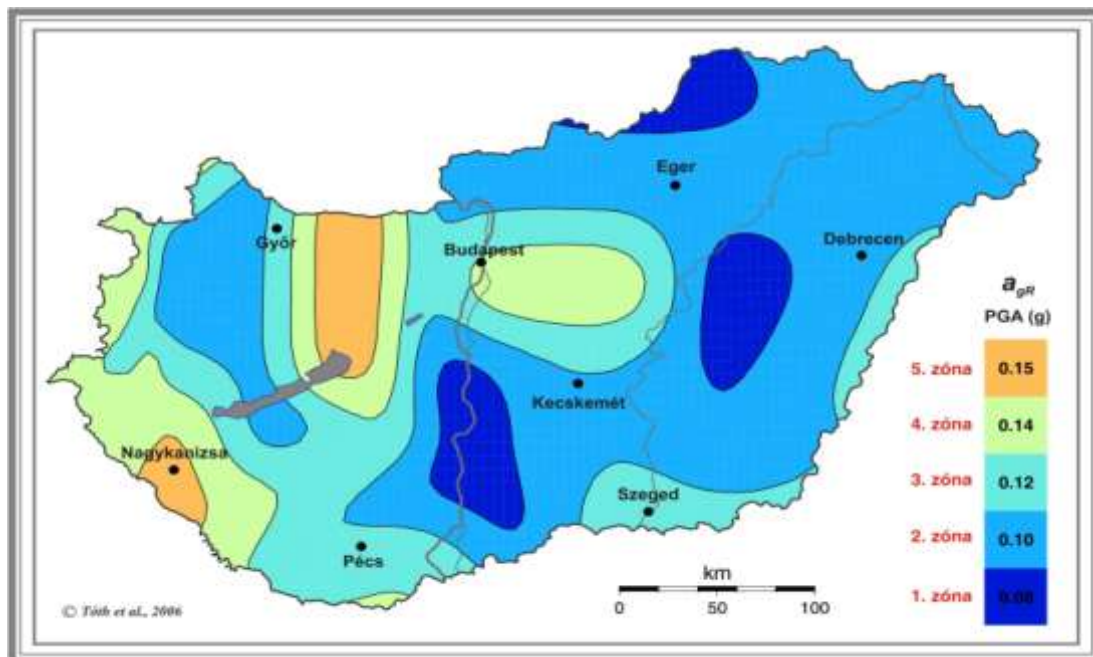 Eger
Győr
Budapest
Debrecen
Kecskemét
Nagykanizsa
Szeged
Pécs
a_gR
PGA (g)
5. zóna 0.15
4. zóna 0.14
3. zóna 0.12
2. zóna 0.10
1. zóna 0.08
km
0 50 100
© Tóth et al., 2006